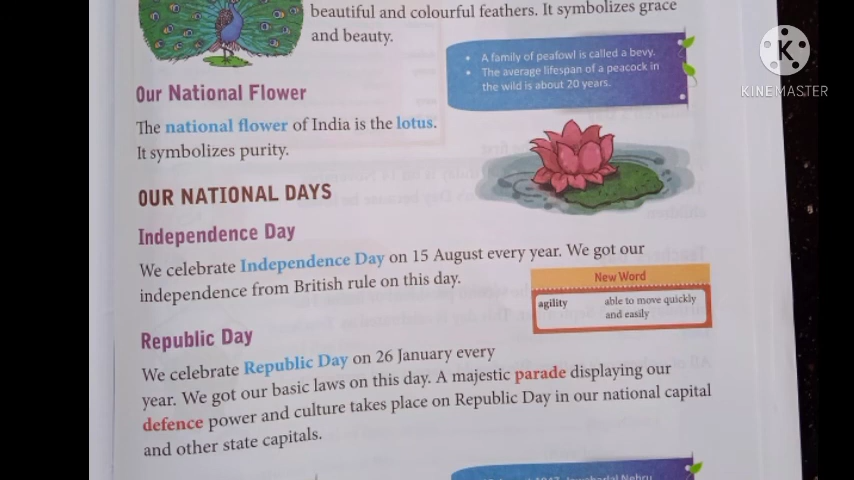 beautiful and colourful feathers. It symbolizes grace
and beauty.
• A family of peafowl is called a bevy.
• The average lifespan of a peacock in
the wild is about 20 years.
K
KINEMASTER
Our National Flower
The national flower of India is the lotus.
It symbolizes purity.
OUR NATIONAL DAYS
Independence Day
We celebrate Independence Day on 15 August every year. We got our
independence from British rule on this day.
New Word
agility able to move quickly
and easily
Republic Day
We celebrate Republic Day on 26 January every
year. We got our basic laws on this day. A majestic parade displaying our
defence power and culture takes place on Republic Day in our national capital
and other state capitals.
1947, Jawaharlal Nehru